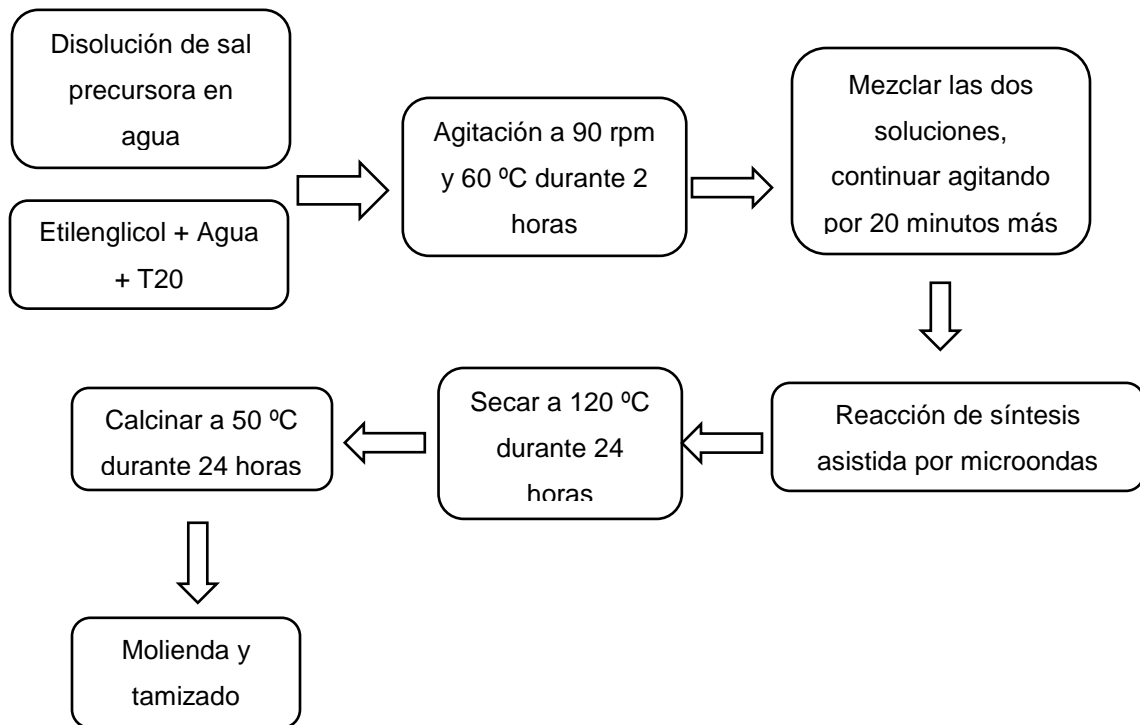 Disolución de sal
precursora en
agua
Etilenglicol + Agua
+ T20
Agitación a 90 rpm
y 60 ºC durante 2
horas
Mezclar las dos
soluciones,
continuar agitando
por 20 minutos más
Reacción de síntesis
asistida por microondas
Secar a 120 ºC
durante 24
horas
Calcinar a 50 ºC
durante 24 horas
Molienda y
tamizado